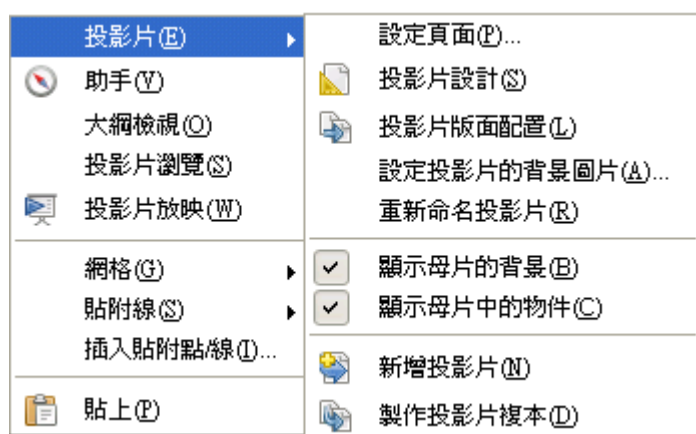 投影片(E)
助手(V)
大綱檢視(O)
投影片瀏覽(S)
投影片放映(W)
網格(G)
貼附線(S)
插入貼附點/線(I)...
貼上(P)
設定頁面(P)...
投影片設計(S)
投影片版面配置(L)
設定投影片的背景圖片(A)...
重新命名投影片(R)
顯示母片的背景(B)
顯示母片中的物件(C)
新增投影片(N)
製作投影片複本(D)